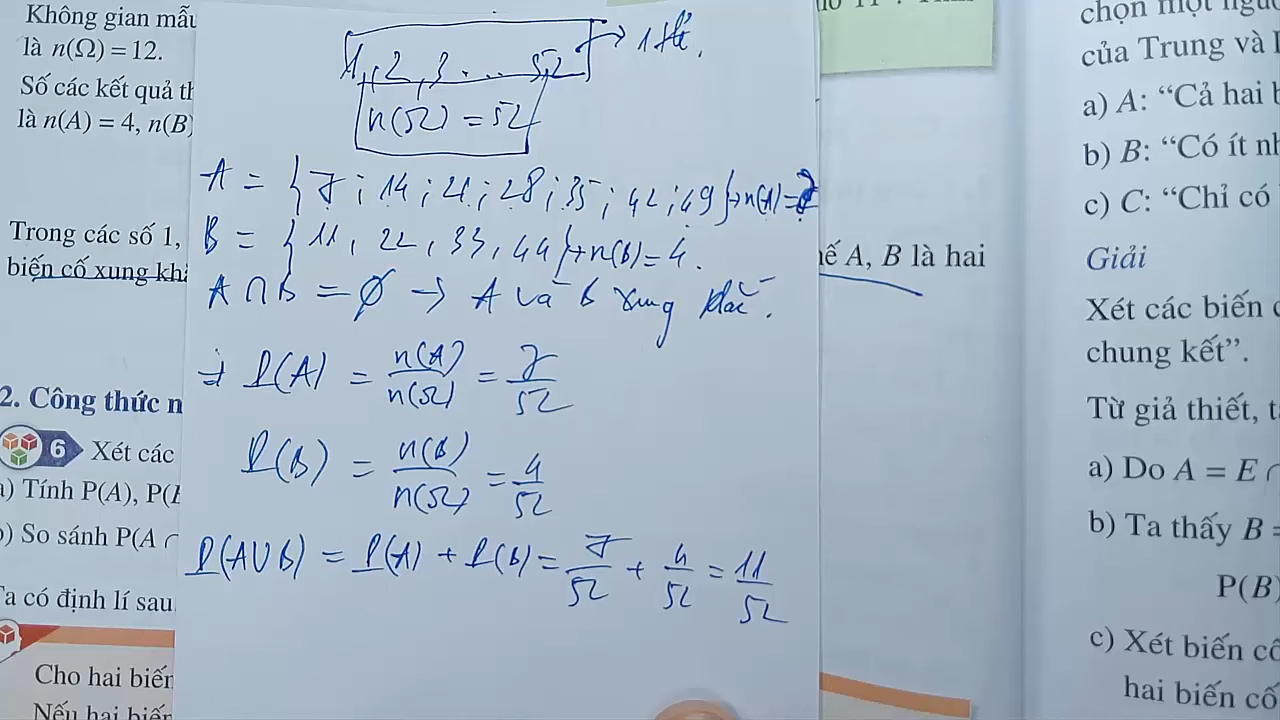 Không gian mẫu
là n(Ω) = 12.
Số các kết quả th
là n(A) = 4, n(B)
Trong các số 1,
biến cố xung khắ
2. Công thức n
6 Xét các
a) Tính P(A), P(B
b) So sánh P(A ∩
Ta có định lí sau
Cho hai biến
Nếu hai biến
1, 2, 3 ... 52 → 1 thẻ.
n(Ω) = 52
A = { 7 ; 14 ; 21 ; 28 ; 35 ; 42 ; 49 } → n(A) = 7
B = { 11, 22, 33, 44 } → n(B) = 4.
A ∩ B = ∅ → A và B xung khắc.
⇒ P(A) = n(A)/n(Ω) = 7/52
P(B) = n(B)/n(Ω) = 4/52
P(A∪B) = P(A) + P(B) = 7/52 + 4/52 = 11/52
A, B là hai
chọn một ngư
của Trung và
a) A: “Cả hai b
b) B: “Có ít nh
c) C: “Chỉ có
Giải
Xét các biến c
chung kết”.
Từ giả thiết, t
a) Do A = E ∩
b) Ta thấy B =
P(B)
c) Xét biến cố
hai biến cố